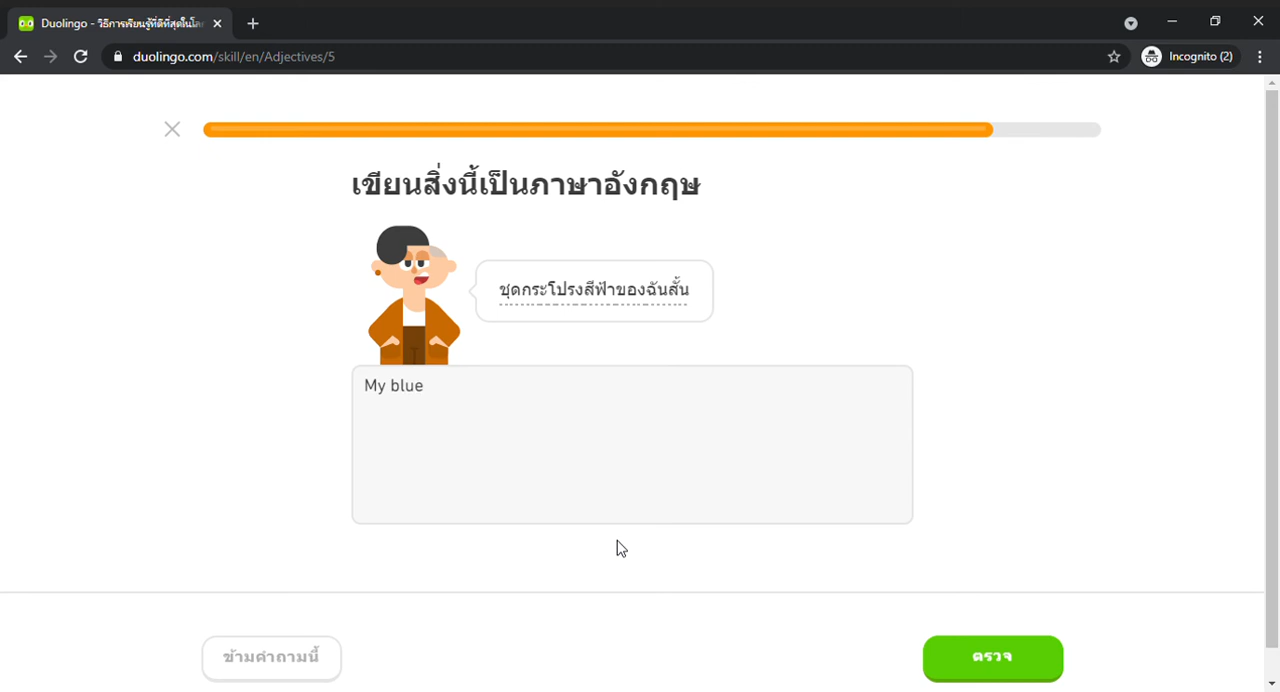 Duolingo - วิธีการเรียนรู้ที่ดีที่สุดในโล
duolingo.com/skill/en/Adjectives/5
Incognito (2)
เขียนสิ่งนี้เป็นภาษาอังกฤษ
ชุดกระโปรงสีฟ้าของฉันสั้น
My blue
ข้ามคำถามนี้
ตรวจ